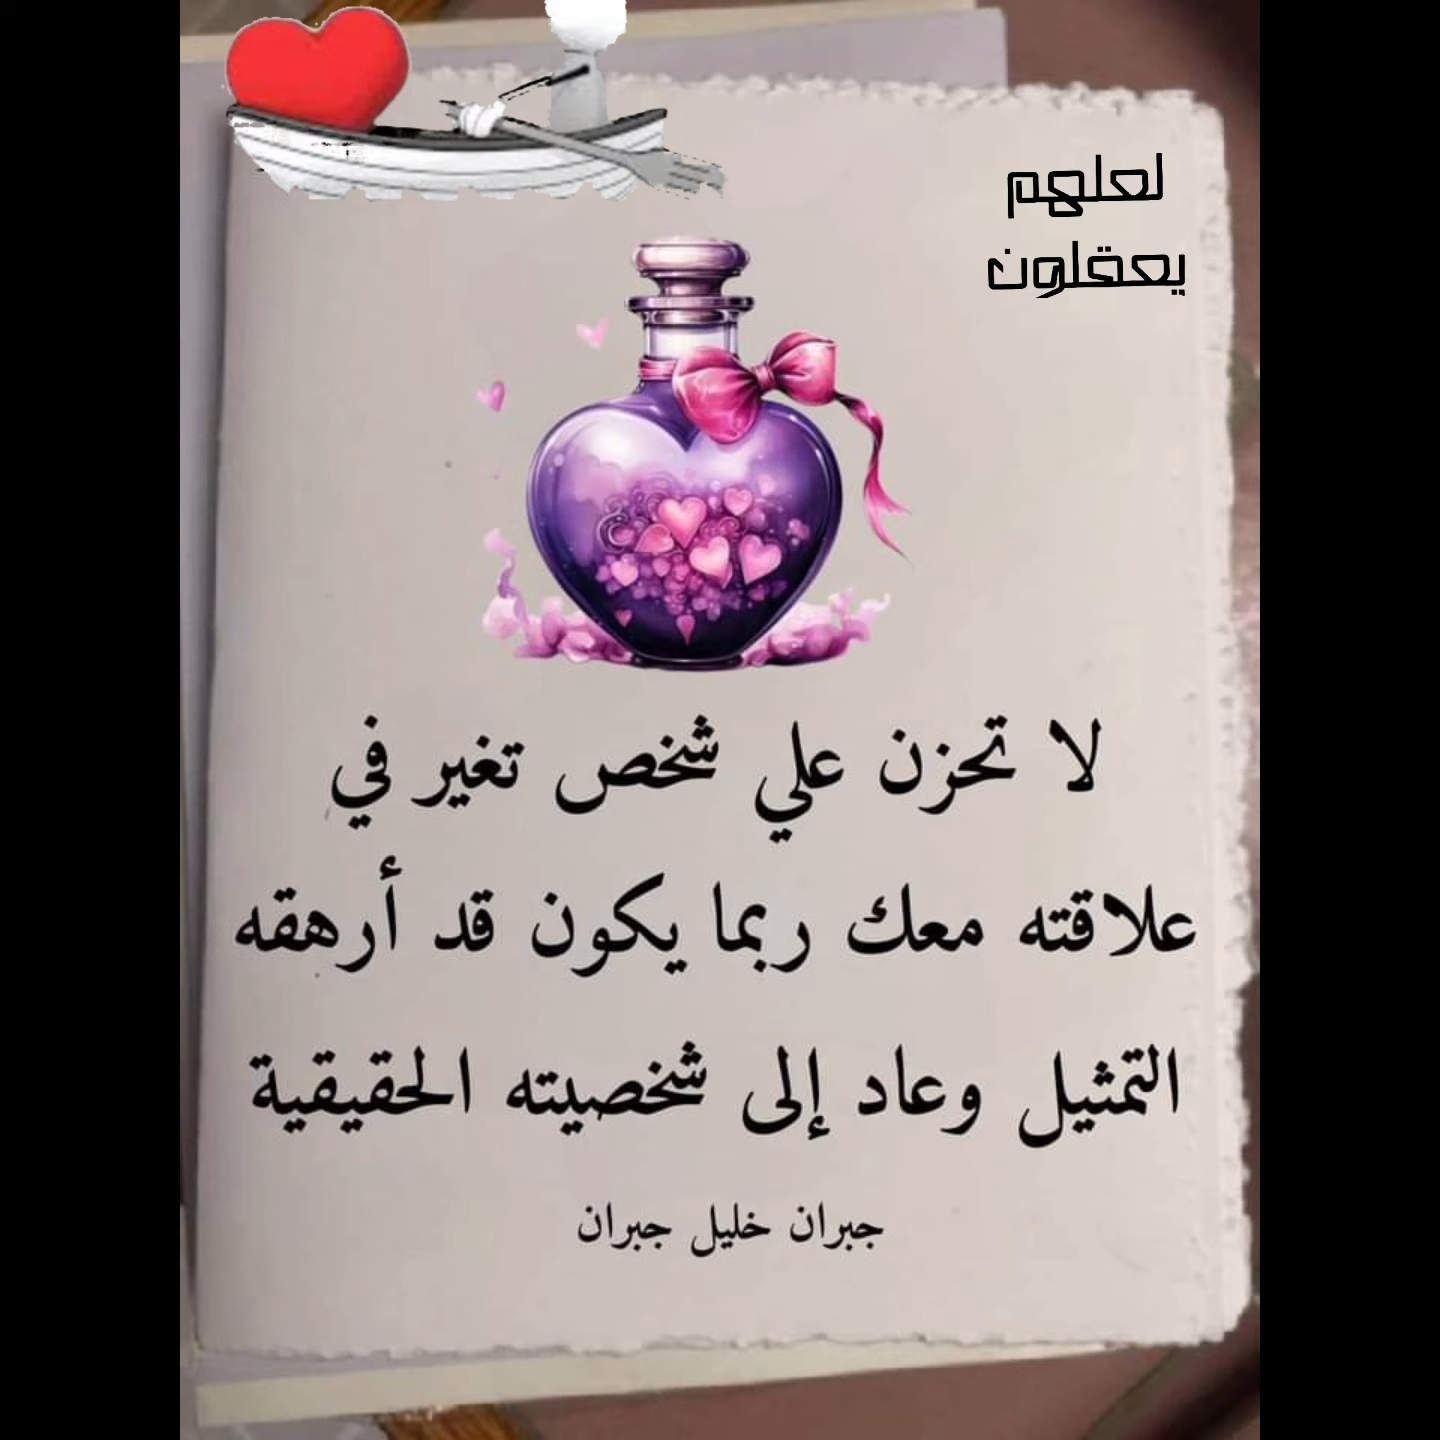 لعلهم
يعقلون
لا تحزن علي شخص تغير في
علاقته معك ربما يكون قد أرهقه
التمثيل وعاد إلى شخصيته الحقيقية
جبران خليل جبران